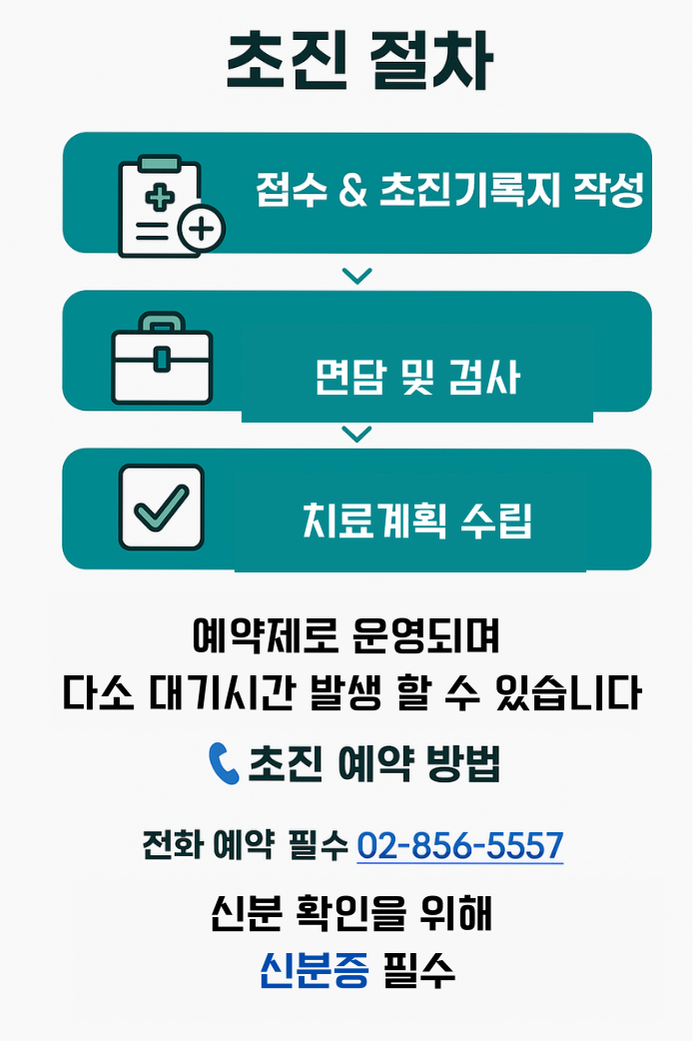 초진 절차
접수 & 초진기록지 작성
면담 및 검사
치료계획 수립
예약제로 운영되며
다소 대기시간 발생 할 수 있습니다
초진 예약 방법
전화 예약 필수 02-856-5557
신분 확인을 위해
신분증 필수